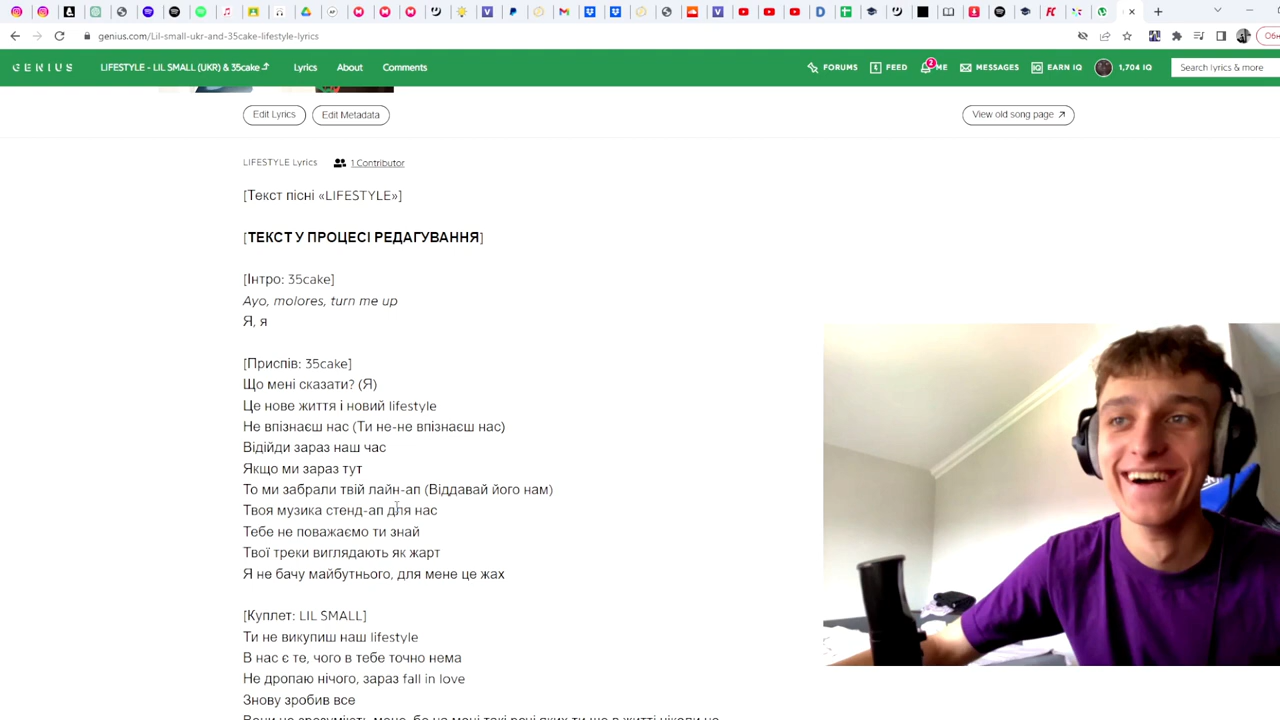 genius.com/Lil-small-ukr-and-35cake-lifestyle-lyrics
GENIUS
LIFESTYLE - LIL SMALL (UKR) & 35cake
Lyrics
About
Comments
FORUMS
FEED
2
ME
MESSAGES
EARN IQ
1,704 IQ
Search lyrics & more
Edit Lyrics
Edit Metadata
View old song page
LIFESTYLE Lyrics
1 Contributor
[Текст пісні «LIFESTYLE»]
[ТЕКСТ У ПРОЦЕСІ РЕДАГУВАННЯ]
[Інтро: 35cake]
Ayo, molores, turn me up
Я, я
[Приспів: 35cake]
Що мені сказати? (Я)
Це нове життя і новий lifestyle
Не впізнаєш нас (Ти не-не впізнаєш нас)
Відійди зараз наш час
Якщо ми зараз тут
То ми забрали твій лайн-ап (Віддавай його нам)
Твоя музика стенд-ап для нас
Тебе не поважаємо ти знай
Твої треки виглядають як жарт
Я не бачу майбутнього, для мене це жах
[Куплет: LIL SMALL]
Ти не викупиш наш lifestyle
В нас є те, чого в тебе точно нема
Не дропаю нічого, зараз fall in love
Знову зробив все